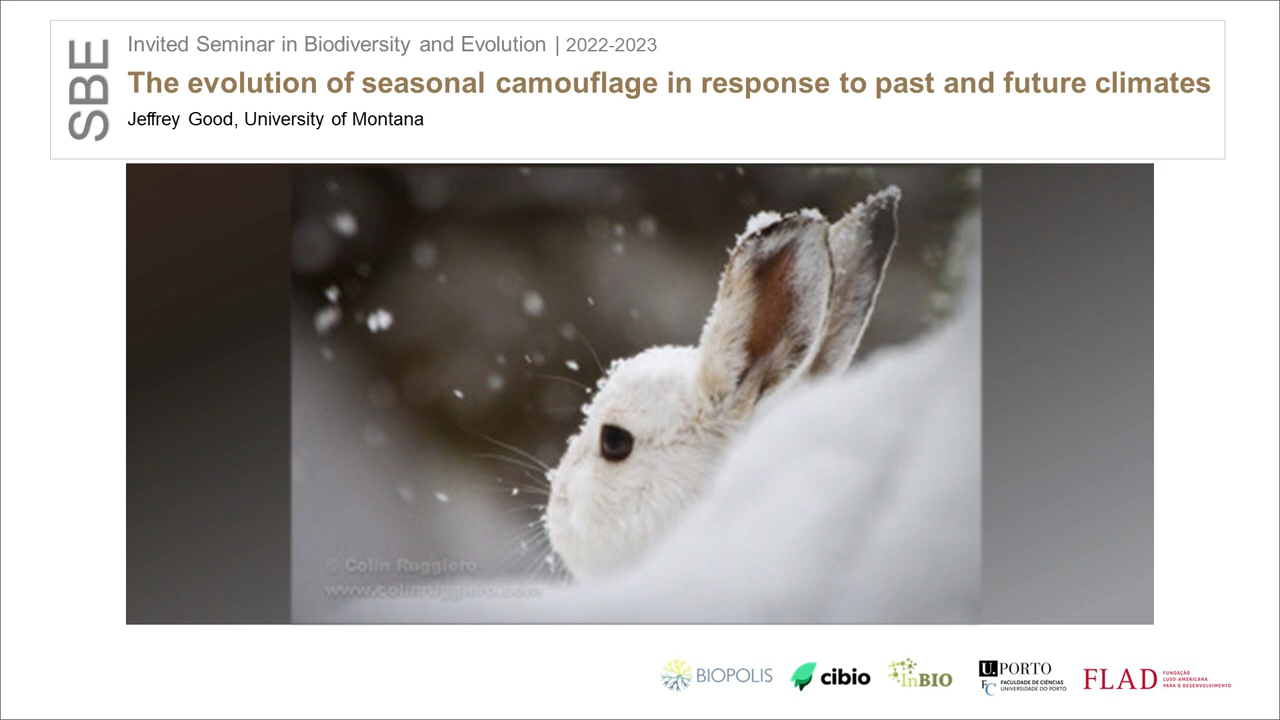 SBE
Invited Seminar in Biodiversity and Evolution | 2022-2023
The evolution of seasonal camouflage in response to past and future climates
Jeffrey Good, University of Montana
© Colin Ruggiero
www.colinruggiero.com
BIOPOLIS
cibio
InBIO
U. PORTO
FC FACULDADE DE CIÊNCIAS
UNIVERSIDADE DO PORTO
FLAD
FUNDAÇÃO
LUSO-AMERICANA
PARA O DESENVOLVIMENTO